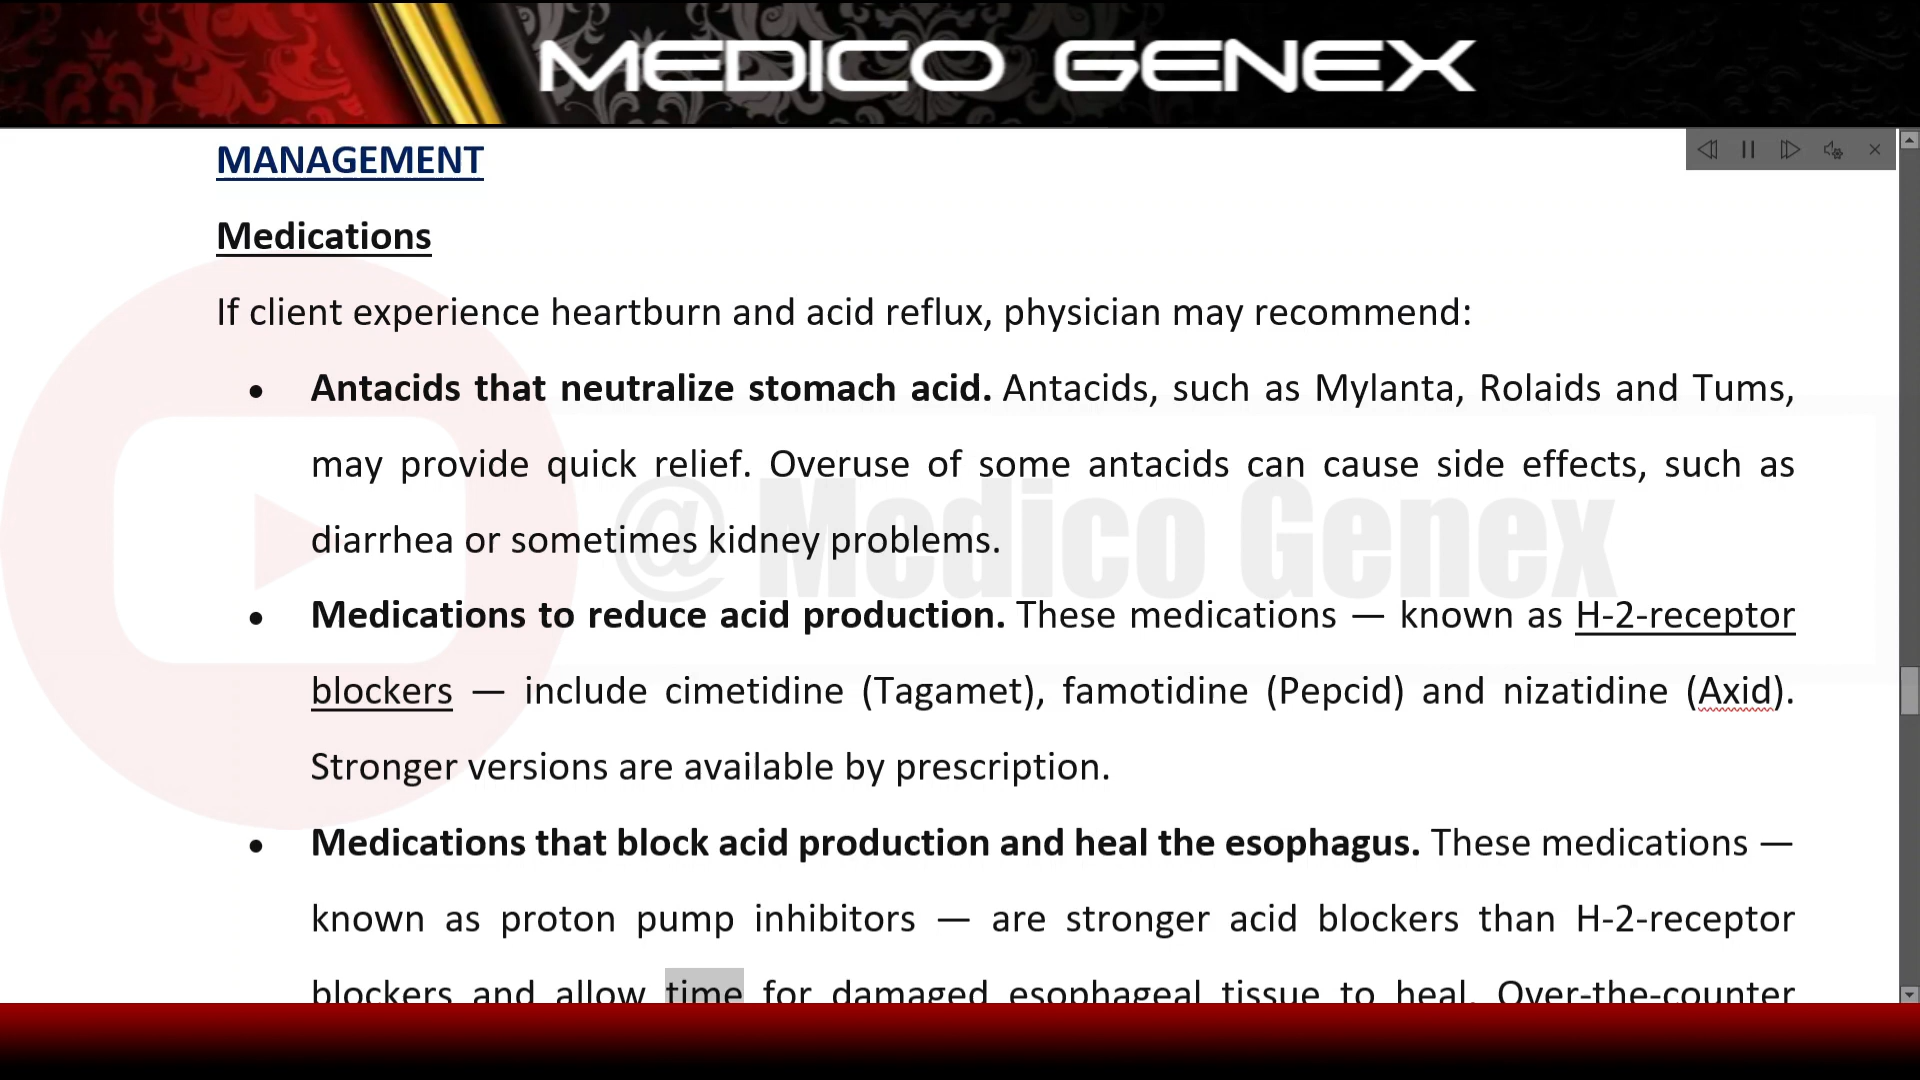 MEDICO GENEX
MANAGEMENT
Medications
If client experience heartburn and acid reflux, physician may recommend:
• Antacids that neutralize stomach acid. Antacids, such as Mylanta, Rolaids and Tums,
may provide quick relief. Overuse of some antacids can cause side effects, such as
diarrhea or sometimes kidney problems.
@Medico Genex
• Medications to reduce acid production. These medications — known as H-2-receptor
blockers — include cimetidine (Tagamet), famotidine (Pepcid) and nizatidine (Axid).
Stronger versions are available by prescription.
• Medications that block acid production and heal the esophagus. These medications —
known as proton pump inhibitors — are stronger acid blockers than H-2-receptor
blockers and allow time for damaged esophageal tissue to heal. Over-the-counter